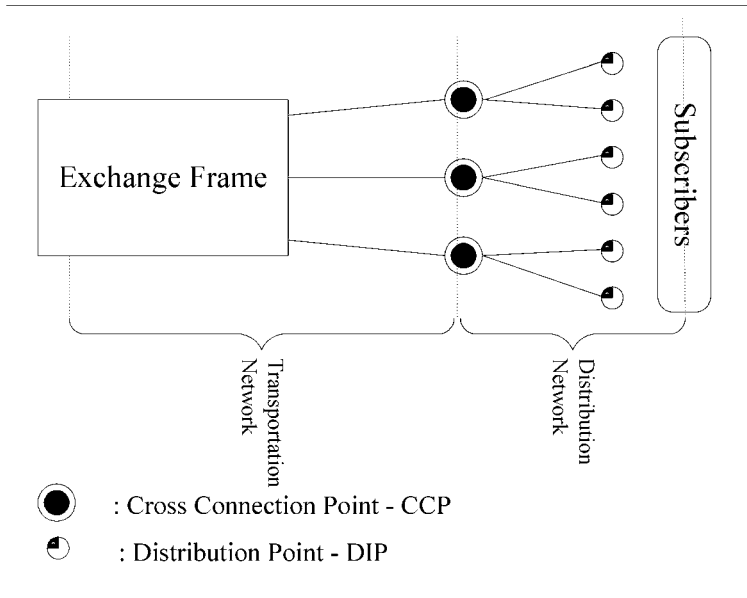 Exchange Frame
Subscribers
Transportation
Network
Distribution
Network
: Cross Connection Point - CCP
: Distribution Point - DIP